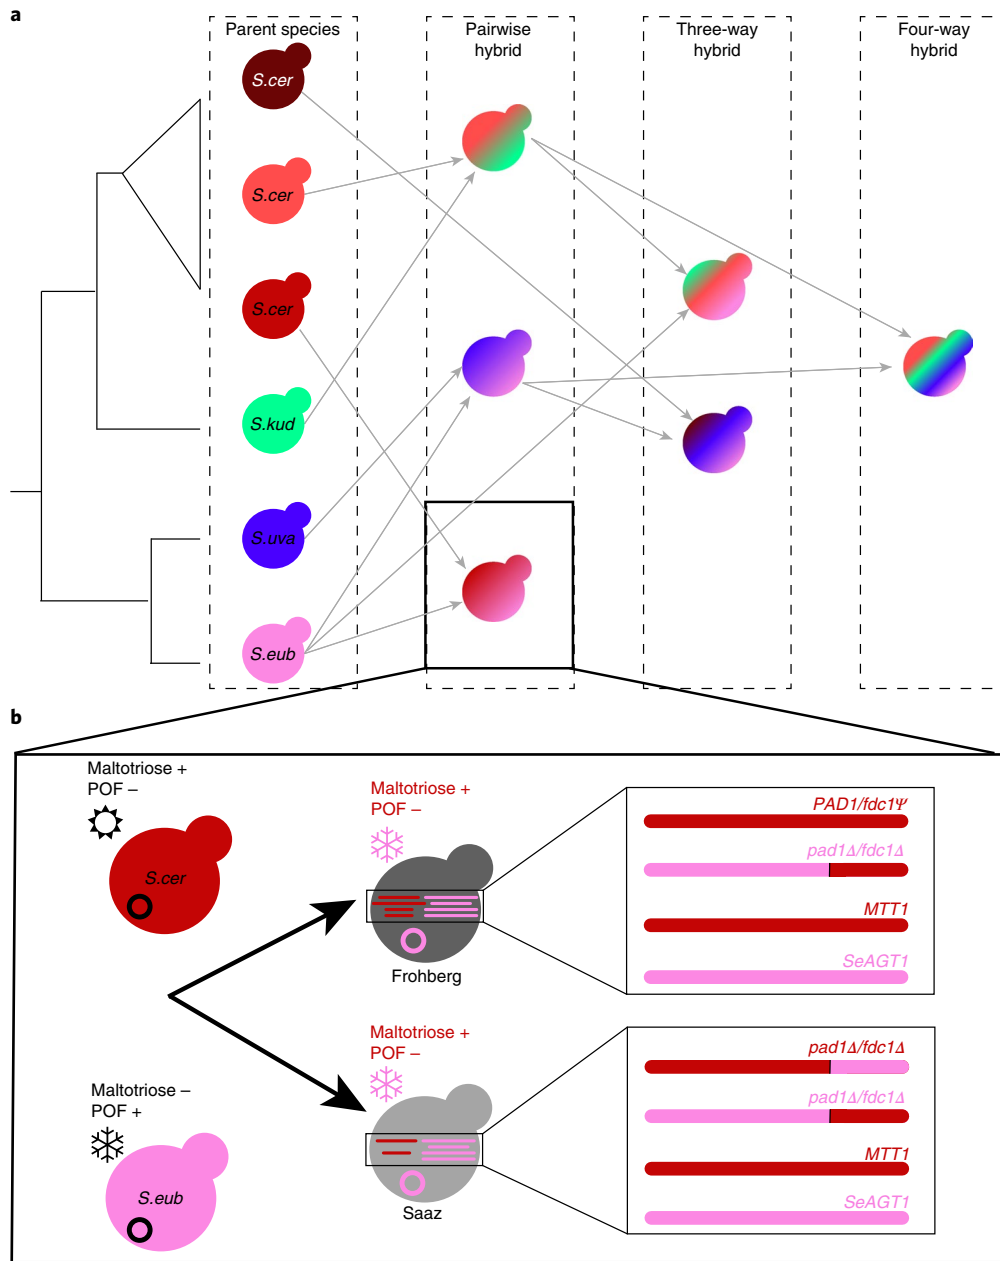 a
Parent species
Pairwise
hybrid
Three-way
hybrid
Four-way
hybrid
S.cer
S.cer
S.cer
S.kud
S.uva
S.eub
b
Maltotriose +
POF –
S.cer
Maltotriose –
POF +
S.eub
Maltotriose +
POF –
Frohberg
PAD1/fdc1Ψ
pad1Δ/fdc1Δ
MTT1
SeAGT1
Maltotriose +
POF –
Saaz
pad1Δ/fdc1Δ
pad1Δ/fdc1Δ
MTT1
SeAGT1